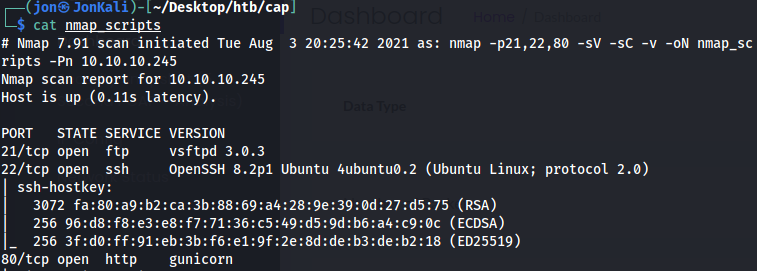 Dashboard Home / Dashboard
(jon㉿JonKali)-[~/Desktop/htb/cap]
$ cat nmap_scripts
# Nmap 7.91 scan initiated Tue Aug  3 20:25:42 2021 as: nmap -p21,22,80 -sV -sC -v -oN nmap_sc
ripts -Pn 10.10.10.245
Nmap scan report for 10.10.10.245
Host is up (0.11s latency).
Data Type
PORT   STATE SERVICE VERSION
21/tcp open  ftp     vsftpd 3.0.3
22/tcp open  ssh     OpenSSH 8.2p1 Ubuntu 4ubuntu0.2 (Ubuntu Linux; protocol 2.0)
| ssh-hostkey:
|   3072 fa:80:a9:b2:ca:3b:88:69:a4:28:9e:39:0d:27:d5:75 (RSA)
|   256 96:d8:f8:e3:e8:f7:71:36:c5:49:d5:9d:b6:a4:c9:0c (ECDSA)
|_  256 3f:d0:ff:91:eb:3b:f6:e1:9f:2e:8d:de:b3:de:b2:18 (ED25519)
80/tcp open  http    gunicorn